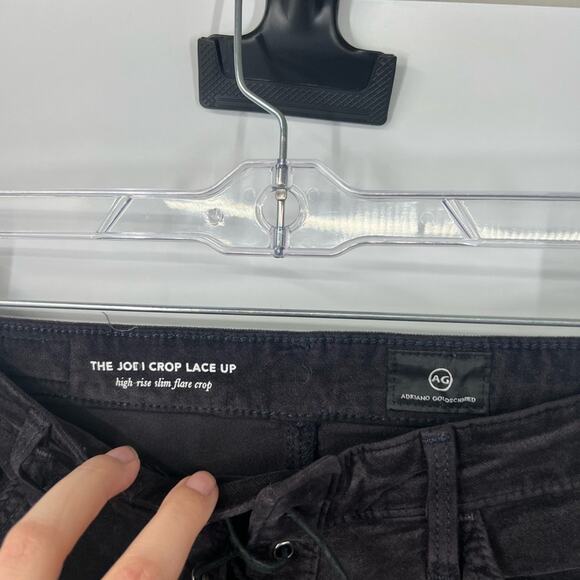 THE JODI CROP LACE UP
high-rise slim flare crop
AG
ADRIANO GOLDSCHMIED